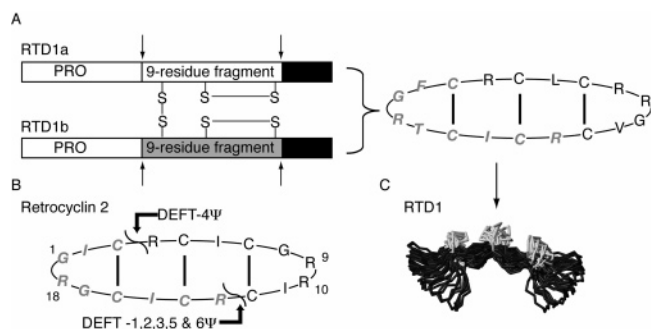 A
RTD1a
PRO 9-residue fragment
S S S
S S S
RTD1b
PRO 9-residue fragment
G F C R C L C R R
R T C I C R C V G
B
Retrocyclin 2
DEFT-4Ψ
1 G I C R C I C G R 9
18 R G C I C R C I R 10
DEFT -1,2,3,5 & 6Ψ
C
RTD1